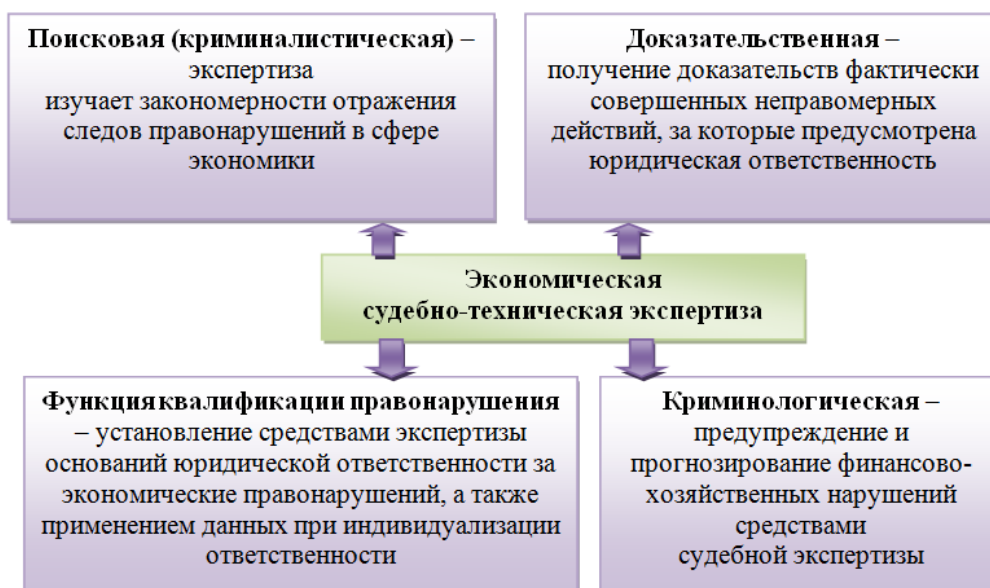 Поисковая (криминалистическая) –
экспертиза
изучает закономерности отражения
следов правонарушений в сфере
экономики
Доказательственная –
получение доказательств фактически
совершенных неправомерных
действий, за которые предусмотрена
юридическая ответственность
Экономическая
судебно-техническая экспертиза
Функция квалификации правонарушения
– установление средствами экспертизы
оснований юридической ответственности за
экономические правонарушений, а также
применением данных при индивидуализации
ответственности
Криминологическая –
предупреждение и
прогнозирование финансово-
хозяйственных нарушений
средствами
судебной экспертизы